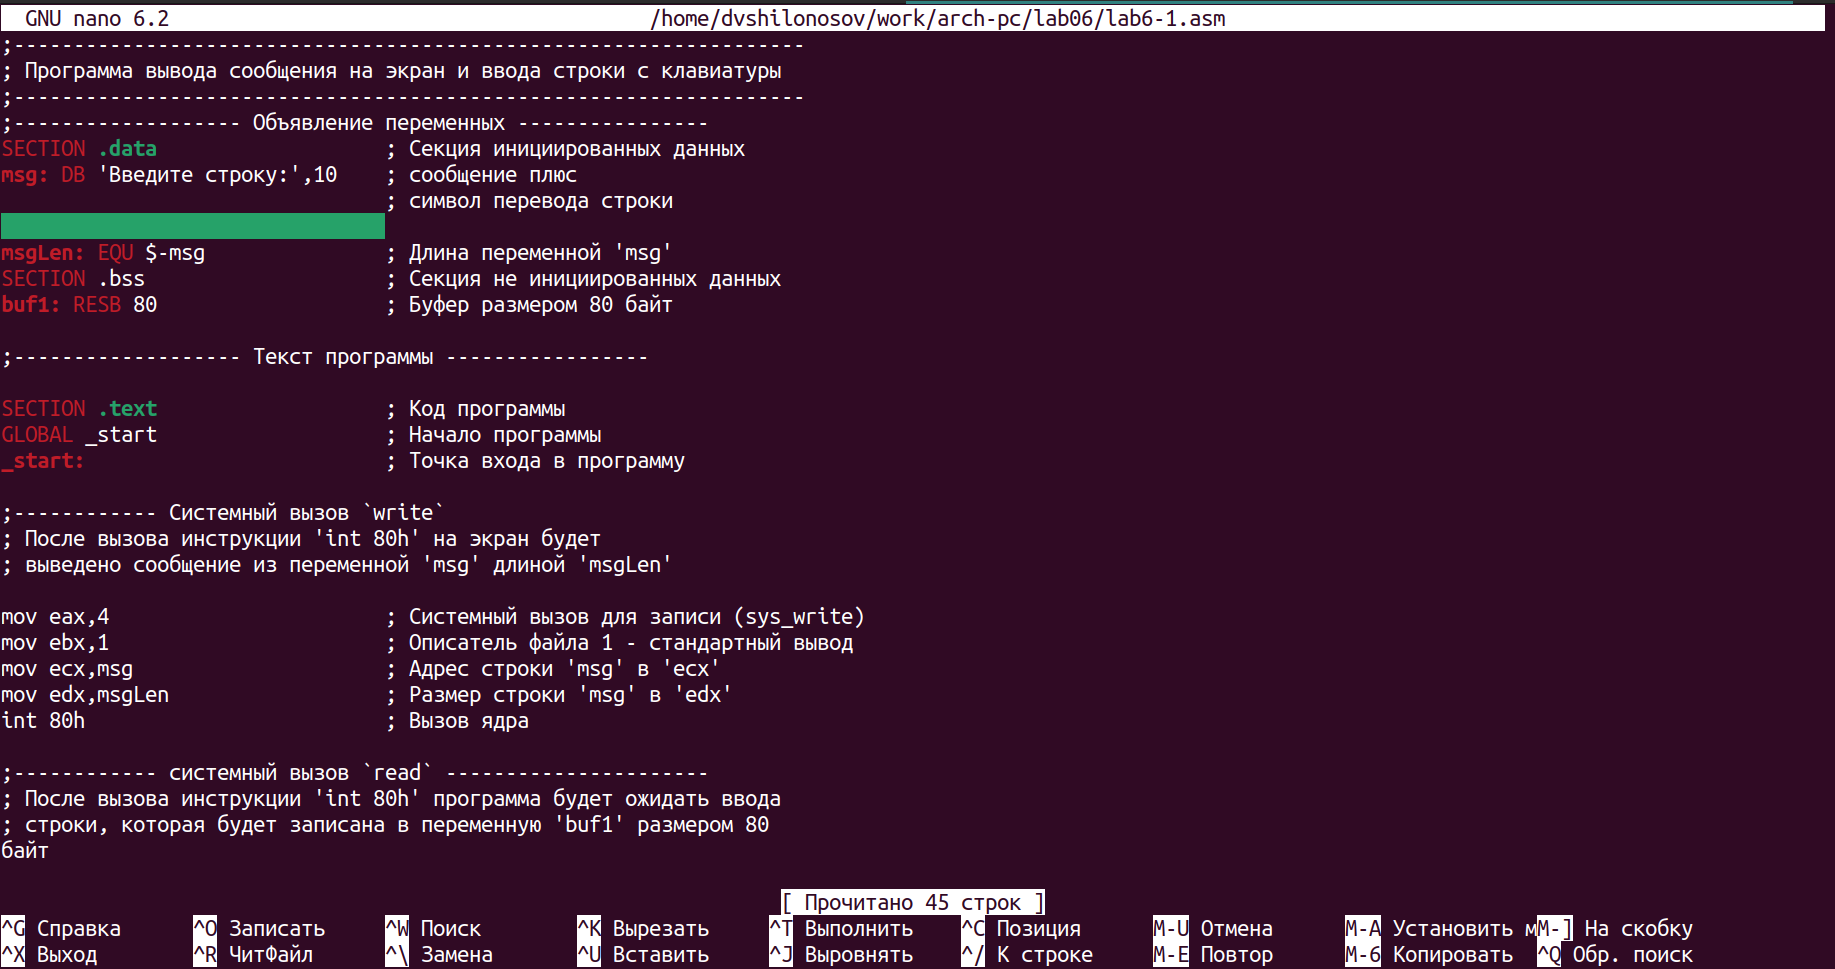 GNU nano 6.2 /home/dvshilonosov/work/arch-pc/lab06/lab6-1.asm
;------------------------------------------------------------------
; Программа вывода сообщения на экран и ввода строки с клавиатуры
;------------------------------------------------------------------
;------------------- Объявление переменных ----------------
SECTION .data ; Секция инициированных данных
msg: DB 'Введите строку:',10 ; сообщение плюс
; символ перевода строки
msgLen: EQU $-msg ; Длина переменной 'msg'
SECTION .bss ; Секция не инициированных данных
buf1: RESB 80 ; Буфер размером 80 байт
;------------------- Текст программы -----------------
SECTION .text ; Код программы
GLOBAL _start ; Начало программы
_start: ; Точка входа в программу
;------------ Системный вызов `write`
; После вызова инструкции 'int 80h' на экран будет
; выведено сообщение из переменной 'msg' длиной 'msgLen'
mov eax,4 ; Системный вызов для записи (sys_write)
mov ebx,1 ; Описатель файла 1 - стандартный вывод
mov ecx,msg ; Адрес строки 'msg' в 'ecx'
mov edx,msgLen ; Размер строки 'msg' в 'edx'
int 80h ; Вызов ядра
;------------ системный вызов `read` ----------------------
; После вызова инструкции 'int 80h' программа будет ожидать ввода
; строки, которая будет записана в переменную 'buf1' размером 80
байт
[ Прочитано 45 строк ]
^G Справка ^O Записать ^W Поиск ^K Вырезать ^T Выполнить ^C Позиция M-U Отмена M-A Установить м M-] На скобку
^X Выход ^R ЧитФайл ^\ Замена ^U Вставить ^J Выровнять ^/ К строке M-E Повтор M-6 Копировать ^Q Обр. поиск